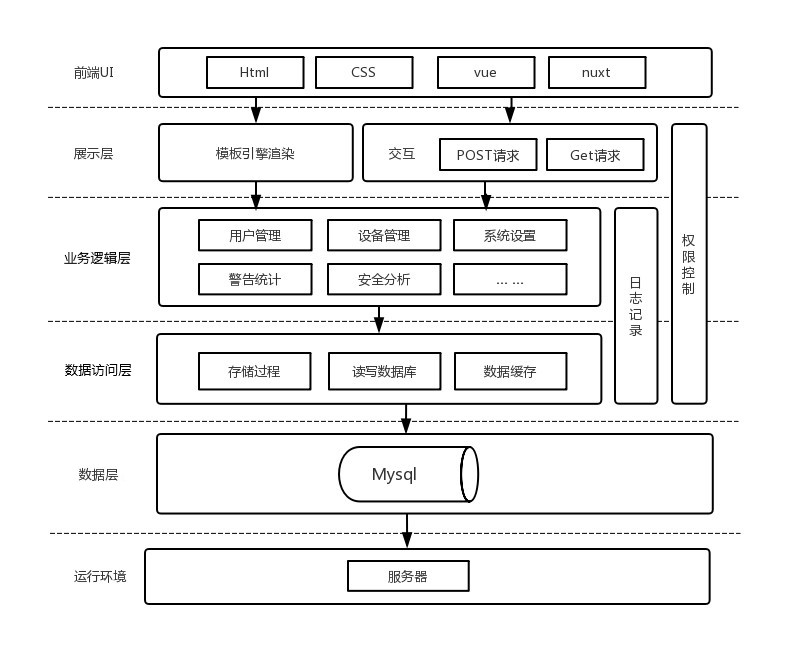 前端UI
Html
CSS
vue
nuxt
展示层
模板引擎渲染
交互
POST请求
Get请求
业务逻辑层
用户管理
设备管理
系统设置
警告统计
安全分析
... ...
日志记录
权限控制
数据访问层
存储过程
读写数据库
数据缓存
数据层
Mysql
运行环境
服务器